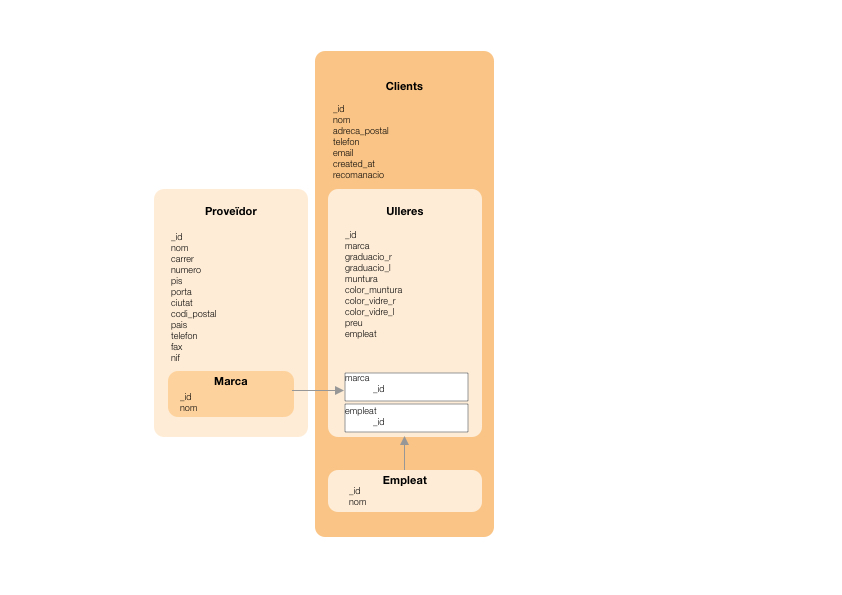 Clients
_id
nom
adreca_postal
telefon
email
created_at
recomanacio
Proveïdor
_id
nom
carrer
numero
pis
porta
ciutat
codi_postal
pais
telefon
fax
nif
Marca
_id
nom
Ulleres
_id
marca
graduacio_r
graduacio_l
muntura
color_muntura
color_vidre_r
color_vidre_l
preu
empleat
marca
_id
empleat
_id
Empleat
_id
nom